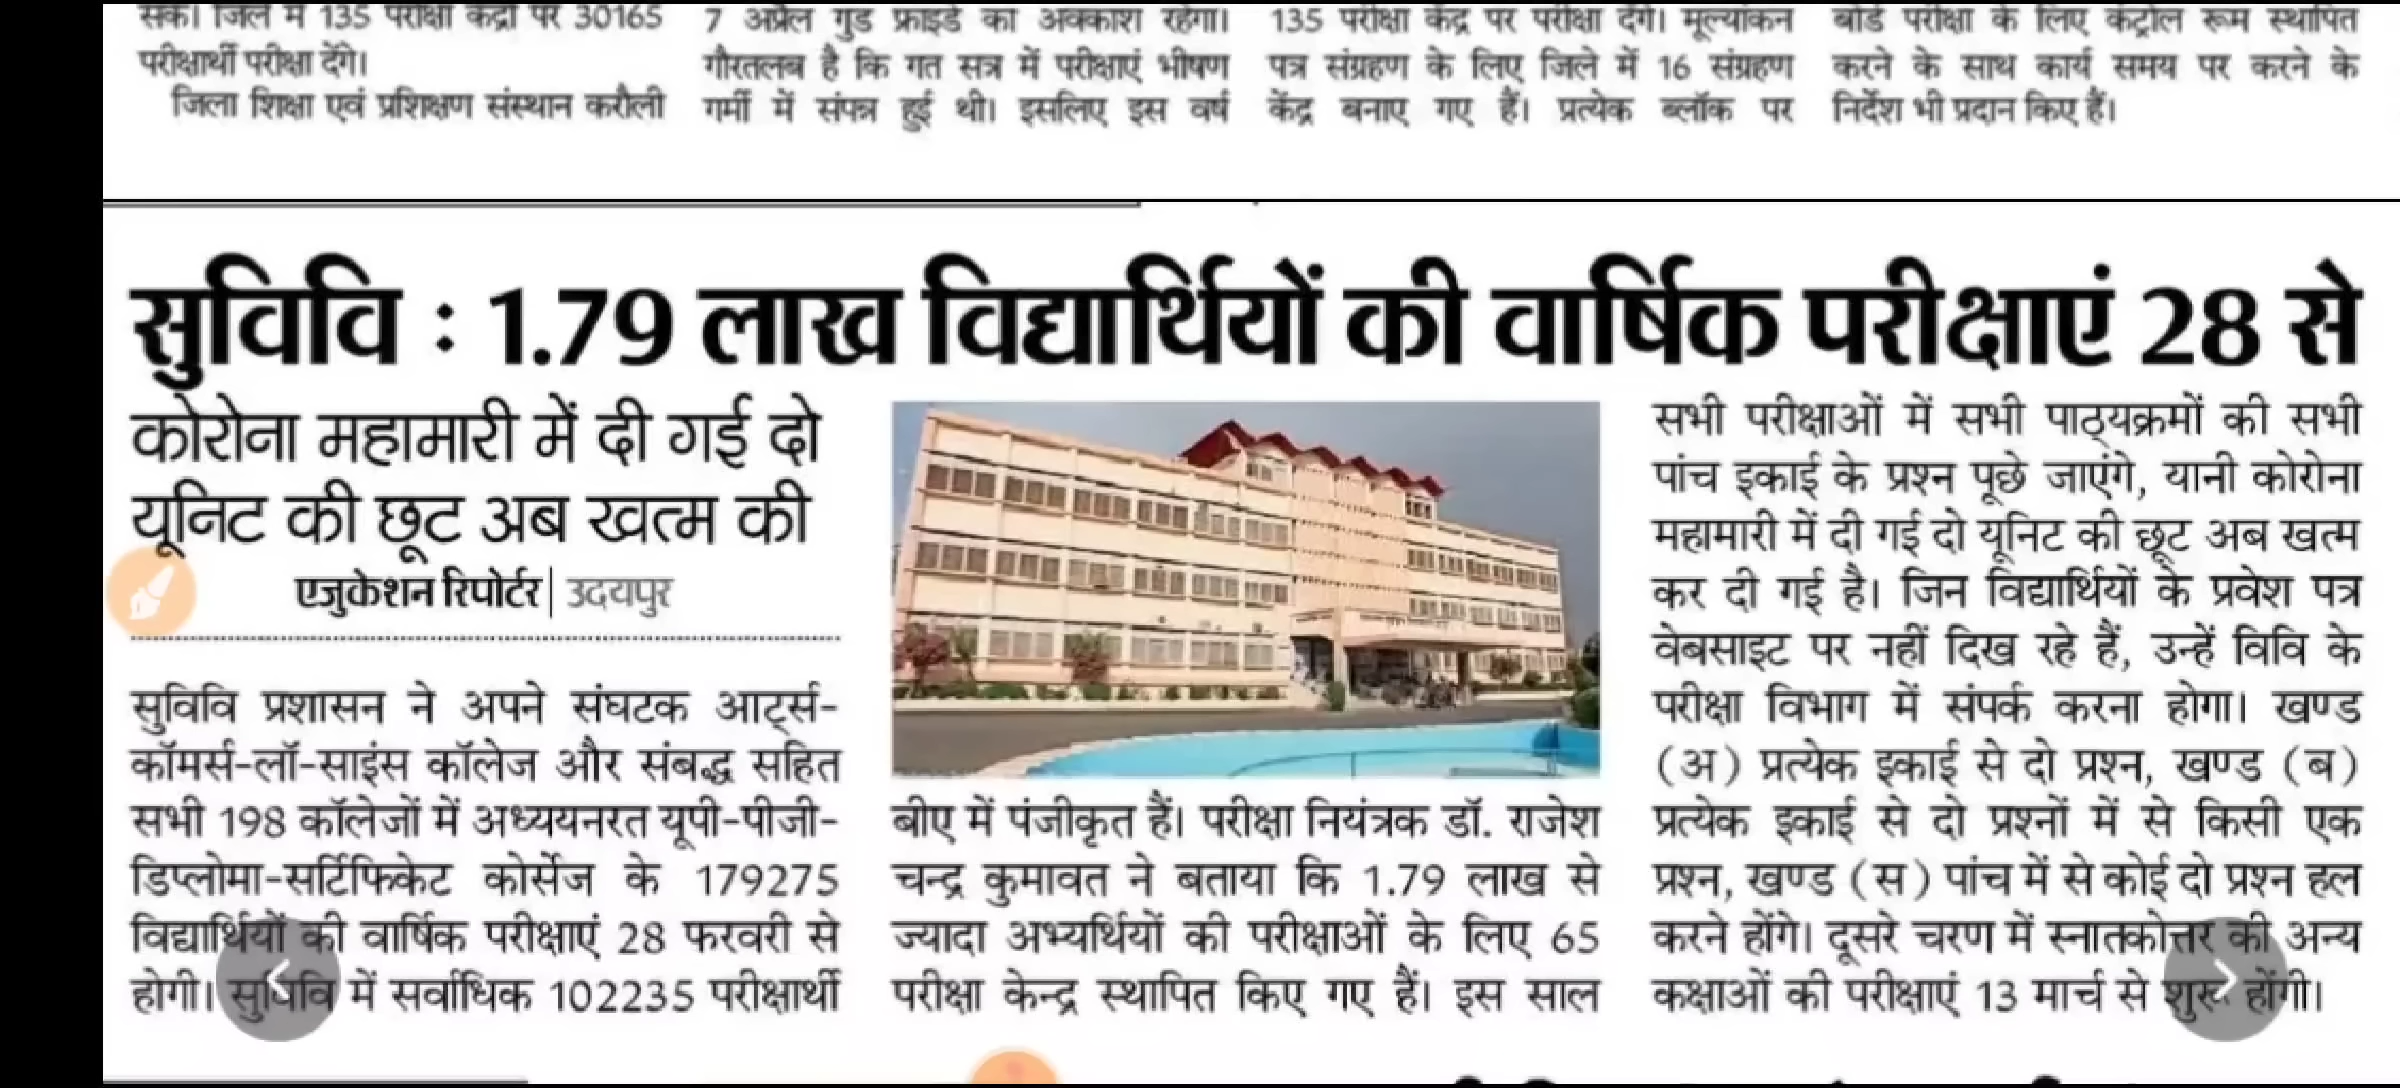 सके। जिले में 135 परीक्षा केंद्रों पर 30165
परीक्षार्थी परीक्षा देंगे।
जिला शिक्षा एवं प्रशिक्षण संस्थान करौली
7 अप्रैल गुड फ्राइडे का अवकाश रहेगा।
गौरतलब है कि गत सत्र में परीक्षाएं भीषण
गर्मी में संपन्न हुई थी। इसलिए इस वर्ष
135 परीक्षा केंद्र पर परीक्षा देंगे। मूल्यांकन
पत्र संग्रहण के लिए जिले में 16 संग्रहण
केंद्र बनाए गए हैं। प्रत्येक ब्लॉक पर
बोर्ड परीक्षा के लिए कंट्रोल रूम स्थापित
करने के साथ कार्य समय पर करने के
निर्देश भी प्रदान किए हैं।
सुविवि : 1.79 लाख विद्यार्थियों की वार्षिक परीक्षाएं 28 से
कोरोना महामारी में दी गई दो
यूनिट की छूट अब खत्म की
एजुकेशन रिपोर्टर| उदयपुर
सुविवि प्रशासन ने अपने संघटक आर्ट्स-
कॉमर्स-लॉ-साइंस कॉलेज और संबद्ध सहित
सभी 198 कॉलेजों में अध्ययनरत यूपी-पीजी-
डिप्लोमा-सर्टिफिकेट कोर्सेज के 179275
विद्यार्थियों की वार्षिक परीक्षाएं 28 फरवरी से
होगी। सुविवि में सर्वाधिक 102235 परीक्षार्थी
बीए में पंजीकृत हैं। परीक्षा नियंत्रक डॉ. राजेश
चन्द्र कुमावत ने बताया कि 1.79 लाख से
ज्यादा अभ्यर्थियों की परीक्षाओं के लिए 65
परीक्षा केन्द्र स्थापित किए गए हैं। इस साल
सभी परीक्षाओं में सभी पाठ्यक्रमों की सभी
पांच इकाई के प्रश्न पूछे जाएंगे, यानी कोरोना
महामारी में दी गई दो यूनिट की छूट अब खत्म
कर दी गई है। जिन विद्यार्थियों के प्रवेश पत्र
वेबसाइट पर नहीं दिख रहे हैं, उन्हें विवि के
परीक्षा विभाग में संपर्क करना होगा। खण्ड
(अ) प्रत्येक इकाई से दो प्रश्न, खण्ड (ब)
प्रत्येक इकाई से दो प्रश्नों में से किसी एक
प्रश्न, खण्ड (स) पांच में से कोई दो प्रश्न हल
करने होंगे। दूसरे चरण में स्नातकोत्तर की अन्य
कक्षाओं की परीक्षाएं 13 मार्च से शुरू होंगी।